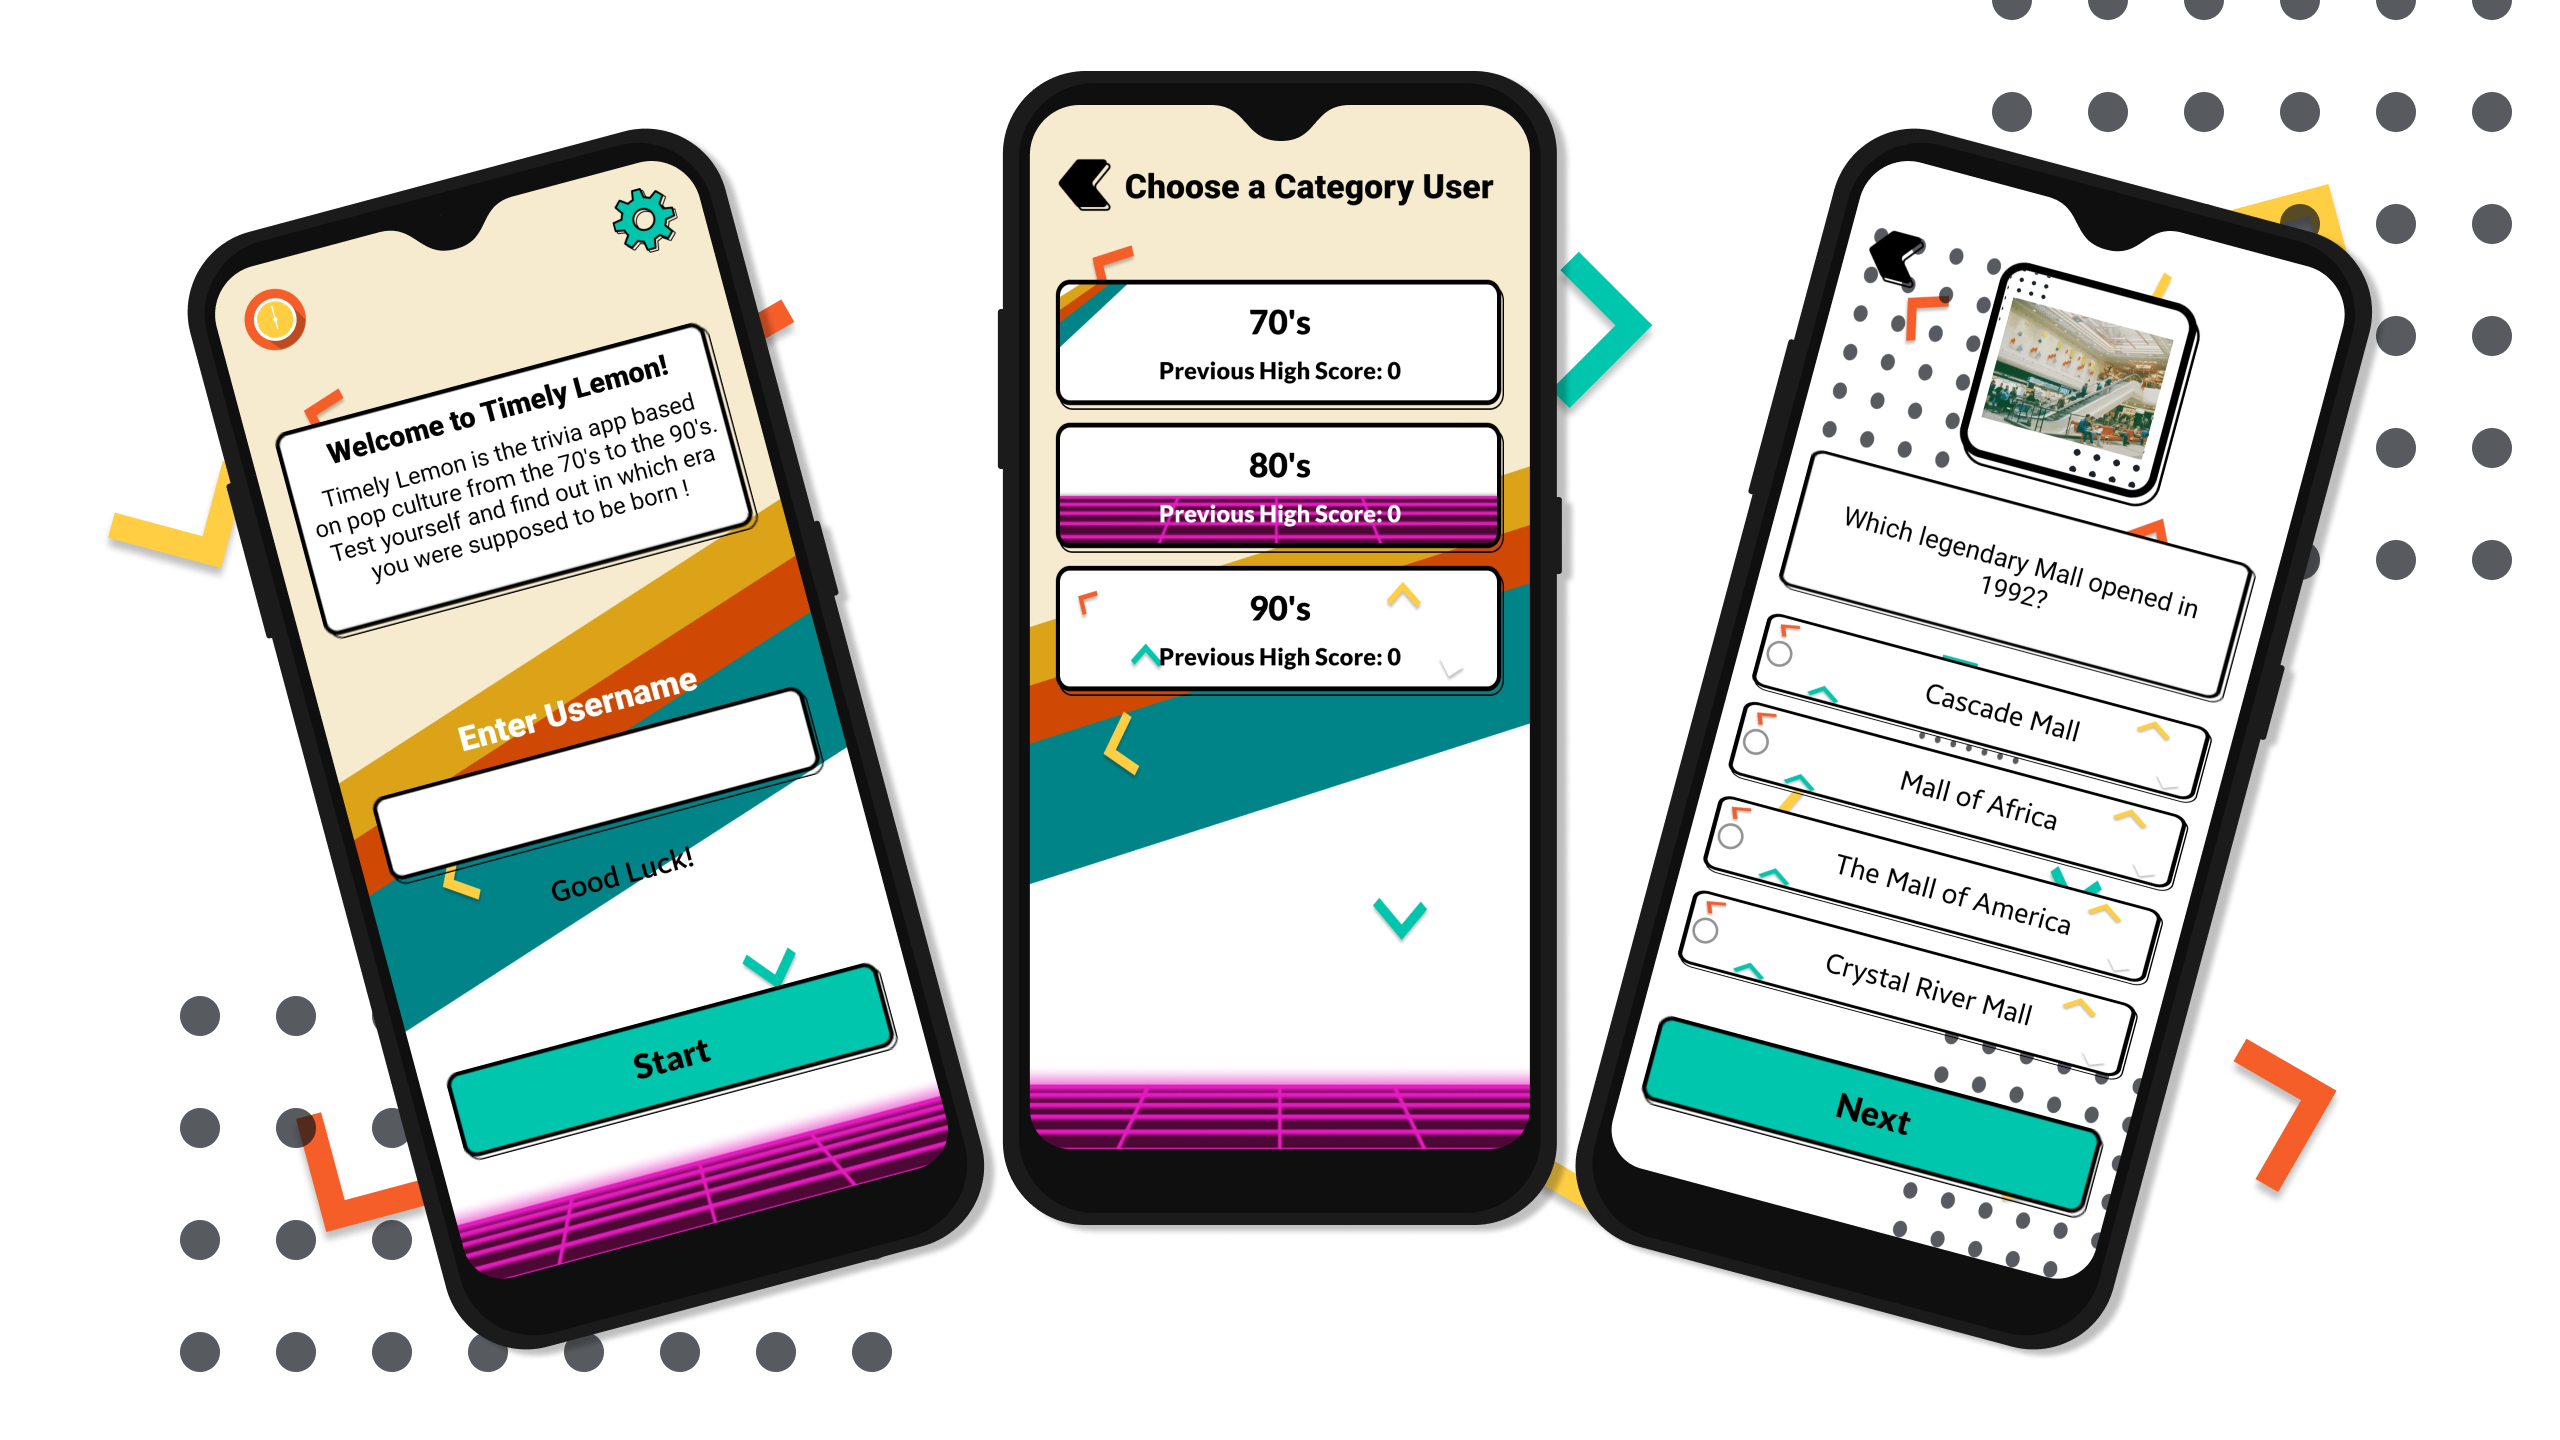 Welcome to Timely Lemon!
Timely Lemon is the trivia app based
on pop culture from the 70's to the 90's.
Test yourself and find out in which era
you were supposed to be born !
Enter Username
Good Luck!
Start
Choose a Category User
70's
Previous High Score: 0
80's
Previous High Score: 0
90's
Previous High Score: 0
Which legendary Mall opened in
1992?
Cascade Mall
Mall of Africa
The Mall of America
Crystal River Mall
Next